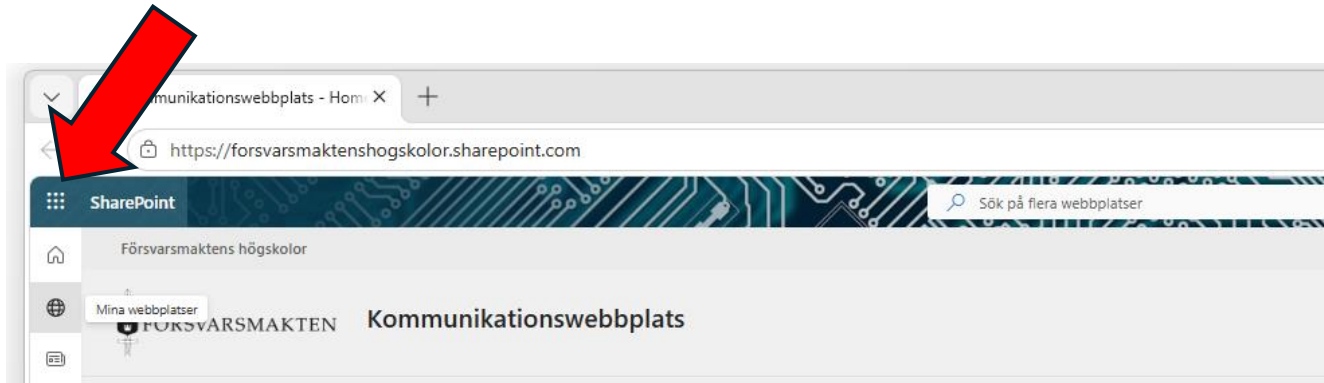 munikationswebbplats - Hom
https://forsvarsmaktenshogskolor.sharepoint.com
SharePoint
Sök på flera webbplatser
Försvarsmaktens högskolor
Mina webbplatser
FÖRSVARSMAKTEN
Kommunikationswebbplats